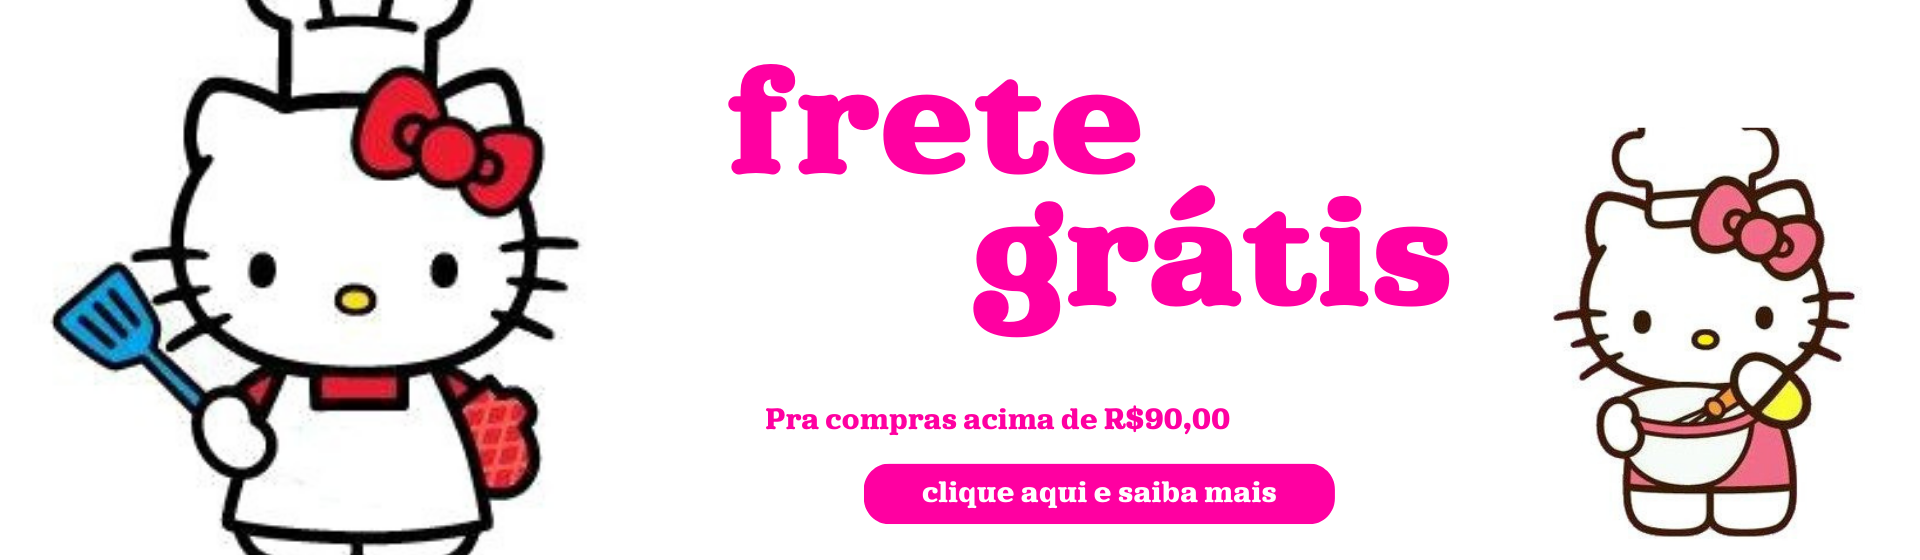 frete
grátis
Pra compras acima de R$90,00
clique aqui e saiba mais